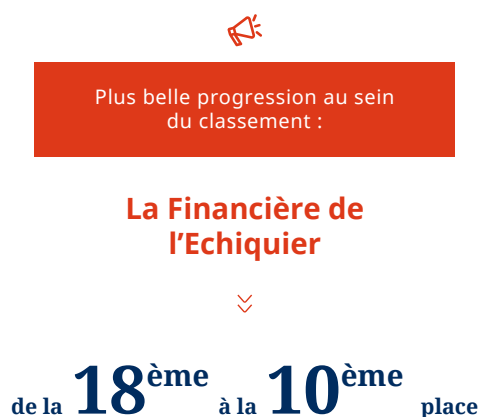 Plus belle progression au sein
du classement :
La Financière de
l'Echiquier
de la 18ème à la 10ème place